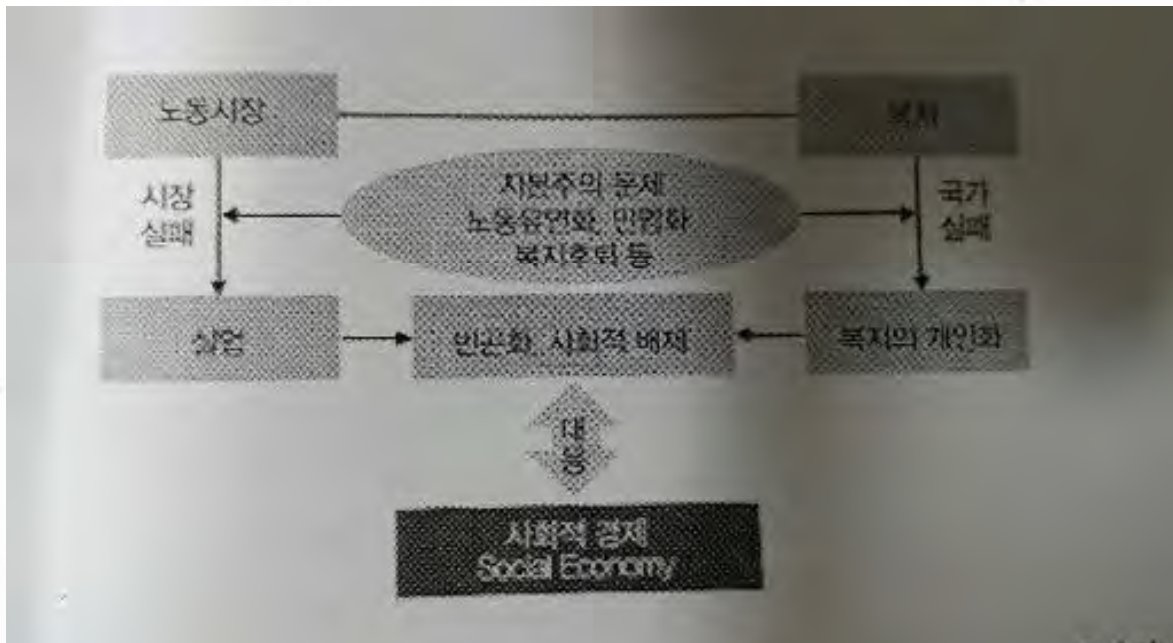 노동시장
복지
시장
실패
자본주의 문제
노동유연화, 민영화
복지후퇴 등
국가
실패
실업
빈곤화, 사회적 배제
복지의 개인화
대
응
사회적 경제
Social Economy